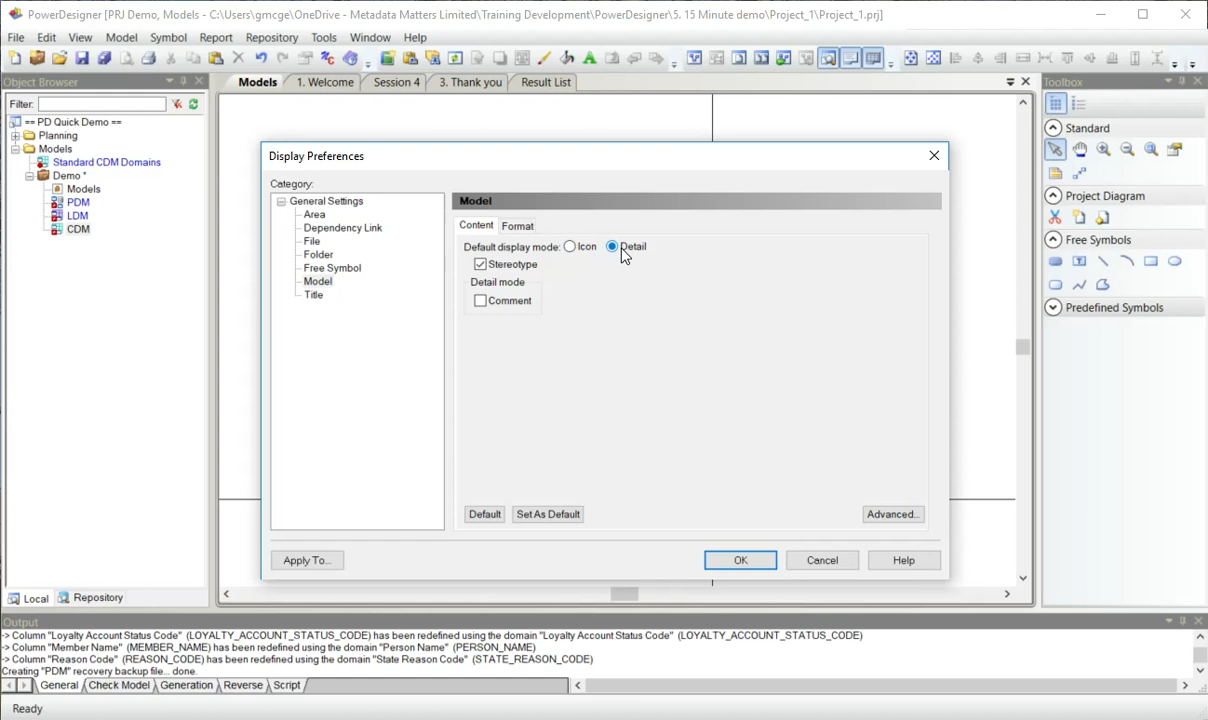 PowerDesigner [PRJ Demo, Models - C:\Users\gmcge\OneDrive - Metadata Matters Limited\Training Development\PowerDesigner\5. 15 Minute demo\Project_1\Project_1.prj]
File Edit View Model Symbol Report Repository Tools Window Help
Object Browser
Models 1. Welcome Session 4 3. Thank you Result List
Toolbox
Filter:
== PD Quick Demo ==
Planning
Models
Standard CDM Domains
Demo *
Models
PDM
LDM
CDM
Local Repository
Display Preferences
Category:
General Settings
Area
Dependency Link
File
Folder
Free Symbol
Model
Title
Model
Content Format
Default display mode: Icon Detail
Stereotype
Detail mode
Comment
Default Set As Default Advanced...
Apply To... OK Cancel Help
Standard
Project Diagram
Free Symbols
Predefined Symbols
Output
-> Column "Loyalty Account Status Code" (LOYALTY_ACCOUNT_STATUS_CODE) has been redefined using the domain "Loyalty Account Status Code" (LOYALTY_ACCOUNT_STATUS_CODE)
-> Column "Member Name" (MEMBER_NAME) has been redefined using the domain "Person Name" (PERSON_NAME)
-> Column "Reason Code" (REASON_CODE) has been redefined using the domain "State Reason Code" (STATE_REASON_CODE)
Creating "PDM" recovery backup file... done.
General Check Model Generation Reverse Script
Ready